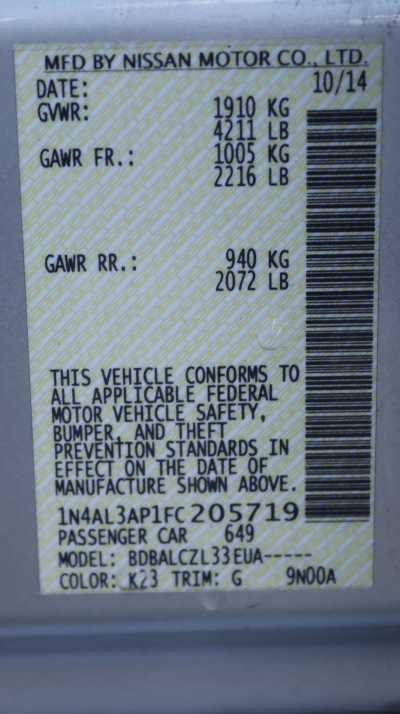 MFD BY NISSAN MOTOR CO., LTD.
DATE: 10/14
GVWR: 1910 KG
4211 LB
GAWR FR.: 1005 KG
2216 LB
GAWR RR.: 940 KG
2072 LB
THIS VEHICLE CONFORMS TO
ALL APPLICABLE FEDERAL
MOTOR VEHICLE SAFETY,
BUMPER, AND THEFT
PREVENTION STANDARDS IN
EFFECT ON THE DATE OF
MANUFACTURE SHOWN ABOVE.
1N4AL3AP1FC205719
PASSENGER CAR 649
MODEL: BDBALCZL33EUA-----
COLOR: K23 TRIM: G 9N00A